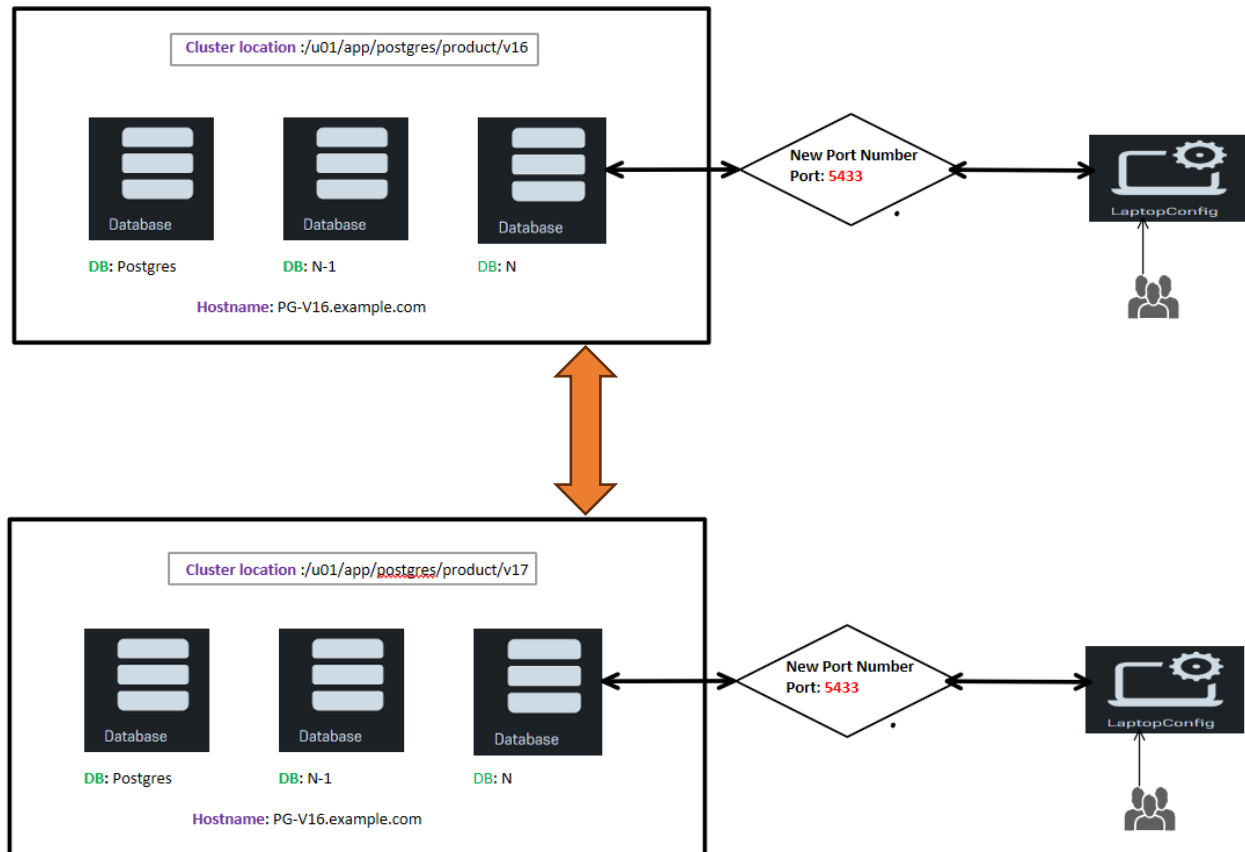 Cluster location :/u01/app/postgres/product/v16
New Port Number
Port: 5433
Database
Database
Database
LaptopConfig
DB: Postgres
DB: N-1
DB: N
Hostname: PG-V16.example.com
Cluster location :/u01/app/postgres/product/v17
New Port Number
Port: 5433
Database
Database
Database
LaptopConfig
DB: Postgres
DB: N-1
DB: N
Hostname: PG-V16.example.com